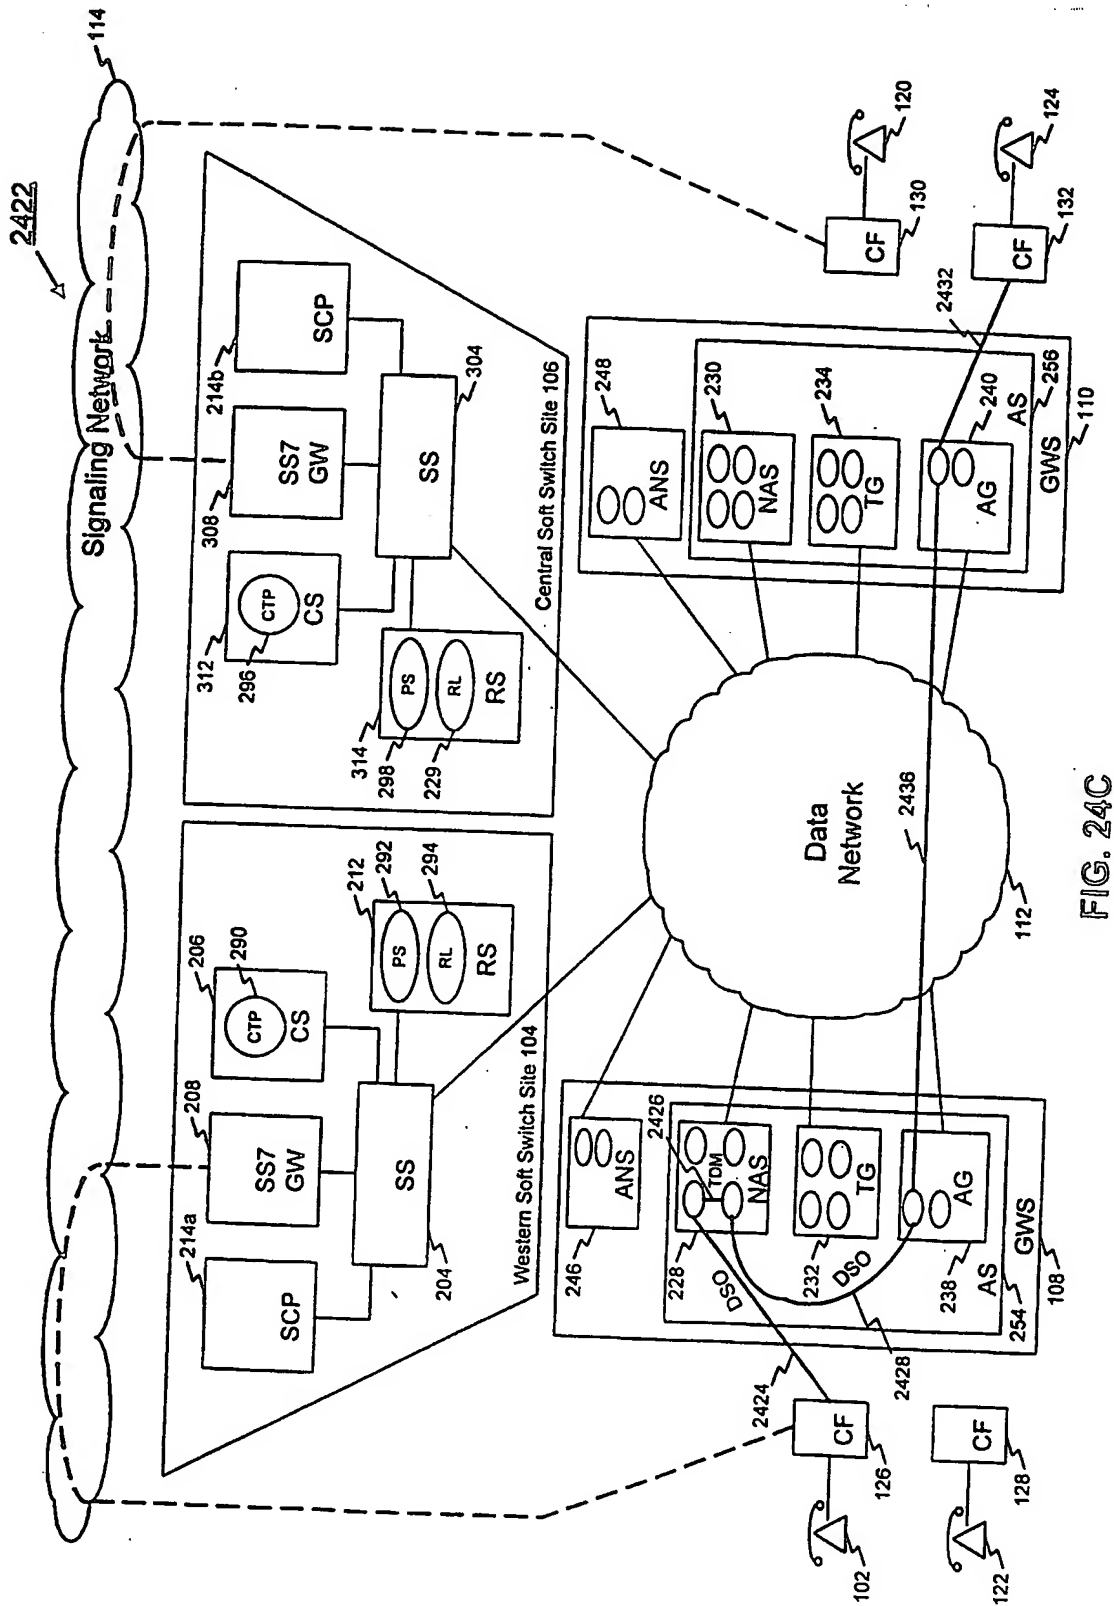 2422
114
Signaling Network
214a
SCP
208
SS7
GW
206
290
CTP
CS
212
PS
292
RL
294
RS
SS
204
Western Soft Switch Site 104
312
CTP
296
CS
308
SS7
GW
214b
SCP
314
PS
298
RL
229
RS
SS
304
Central Soft Switch Site 106
246
ANS
2426
228
TDM
NAS
DSO
232
TG
DSO
238
AG
AS
254
GWS
108
2428
2424
CF
126
102
CF
128
122
Data
Network
112
2436
248
ANS
230
NAS
234
TG
240
AG
AS
256
GWS
110
2432
CF
130
120
CF
132
124
FIG. 24C